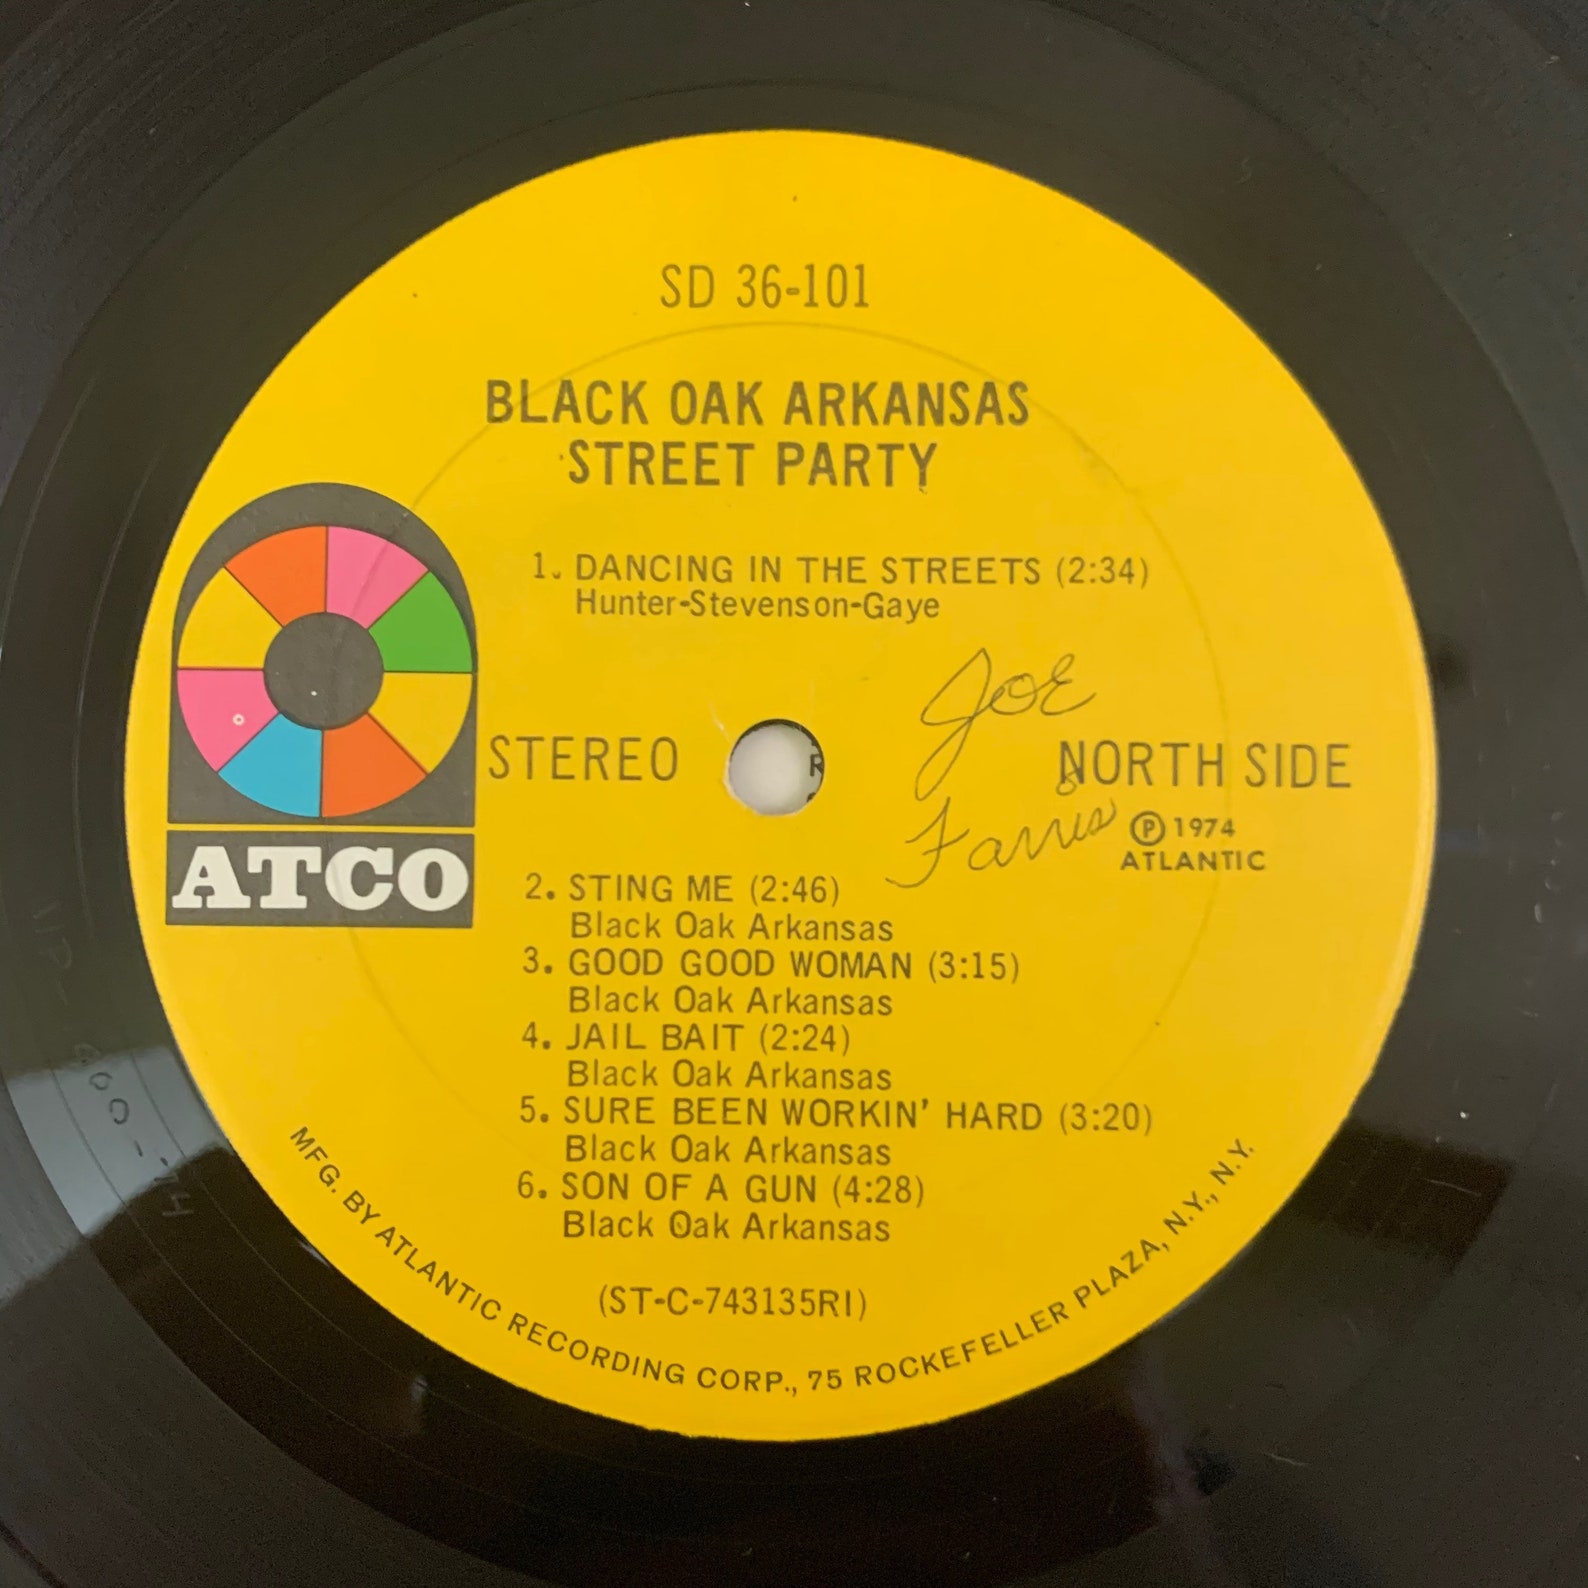 SD 36-101
BLACK OAK ARKANSAS
STREET PARTY
1. DANCING IN THE STREETS (2:34)
Hunter-Stevenson-Gaye
Joe
Farris
STEREO
NORTH SIDE
Ⓟ 1974
ATLANTIC
ATCO
2. STING ME (2:46)
Black Oak Arkansas
3. GOOD GOOD WOMAN (3:15)
Black Oak Arkansas
4. JAIL BAIT (2:24)
Black Oak Arkansas
5. SURE BEEN WORKIN' HARD (3:20)
Black Oak Arkansas
6. SON OF A GUN (4:28)
Black Oak Arkansas
(ST-C-743135RI)
MFG. BY ATLANTIC RECORDING CORP., 75 ROCKEFELLER PLAZA, N.Y., N.Y.